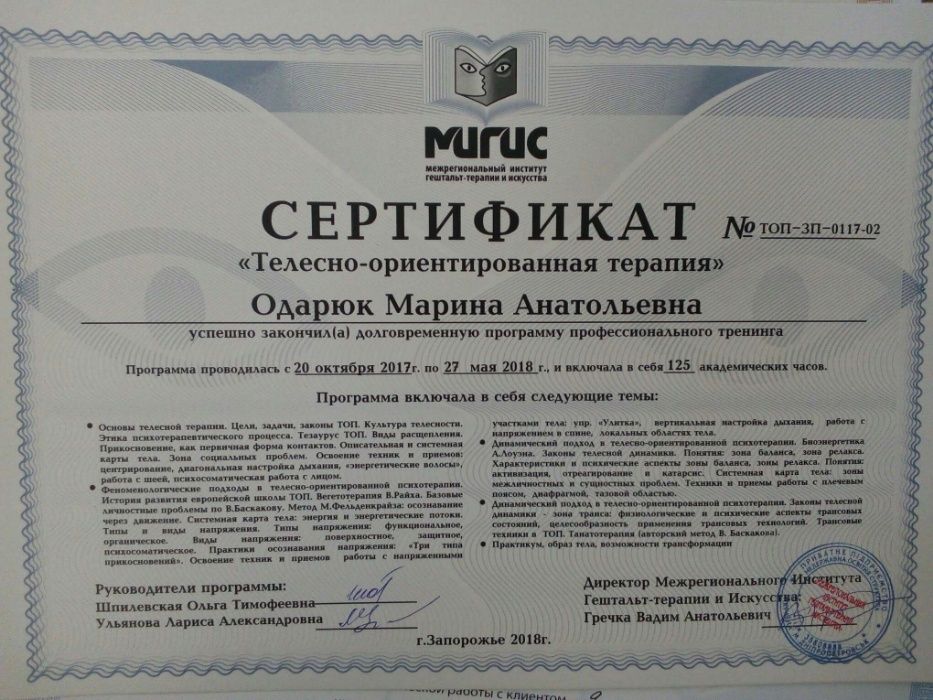 МИГИС
межрегиональный институт
гештальт-терапии и искусства
СЕРТИФИКАТ
№ ТОП-ЗП-0117-02
«Телесно-ориентированная терапия»
Одарюк Марина Анатольевна
успешно закончил(а) долговременную программу профессионального тренинга
Программа проводилась с 20 октября 2017г. по 27 мая 2018 г., и включала в себя 125 академических часов.
Программа включала в себя следующие темы:
• Основы телесной терапии. Цели, задачи, законы ТОП. Культура телесности.
Этика психотерапевтического процесса. Тезаурус ТОП. Виды расщепления.
Прикосновение, как первичная форма контактов. Описательная и системная
карты тела. Зона социальных проблем. Освоение техник и приемов:
центрирование, диагональная настройка дыхания, «энергетические волосы»,
работа с шеей, психосоматическая работа с лицом.
• Феноменологические подходы в телесно-ориентированной психотерапии.
История развития европейской школы ТОП. Вегетотерапия В.Райха. Базовые
личностные проблемы по В.Баскакову. Метод М.Фельденкрайза: осознавание
через движение. Системная карта тела: энергия и энергетические потоки.
Типы и виды напряжения. Типы напряжения: функциональное,
органическое. Виды напряжения: поверхностное, защитное,
психосоматическое. Практики осознавания напряжения: «Три типа
прикосновений». Освоение техник и приемов работы с напряженными
участками тела: упр. «Улитка», вертикальная настройка дыхания, работа с
напряжением в спине, локальных областях тела.
• Динамический подход в телесно-ориентированной психотерапии. Биоэнергетика
А.Лоуэна. Законы телесной динамики. Понятия: зона баланса, зона релакса.
Характеристики и психические аспекты зоны баланса, зоны релакса. Понятия:
активация, отреагирование и катарсис. Системная карта тела: зоны
межличностных и сущностных проблем. Техники и приемы работы с плечевым
поясом, диафрагмой, тазовой областью.
• Динамический подход в телесно-ориентированной психотерапии. Законы телесной
динамики - зона транса: физиологические и психические аспекты трансовых
состояний, целесообразность применения трансовых технологий. Трансовые
техники в ТОП. Танатотерапия (авторский метод В. Баскакова).
• Практикум, образ тела, возможности трансформации
Руководители программы:
Шпилевская Ольга Тимофеевна
Ульянова Лариса Александровна
Директор Межрегионального Института
Гештальт-терапии и Искусства:
Гречка Вадим Анатольевич
г.Запорожье 2018г.
ПРИВАТНЕ ПІДПРИЄМСТВО
М.ДНІПРОПЕТРОВСЬК
работы с клиентом